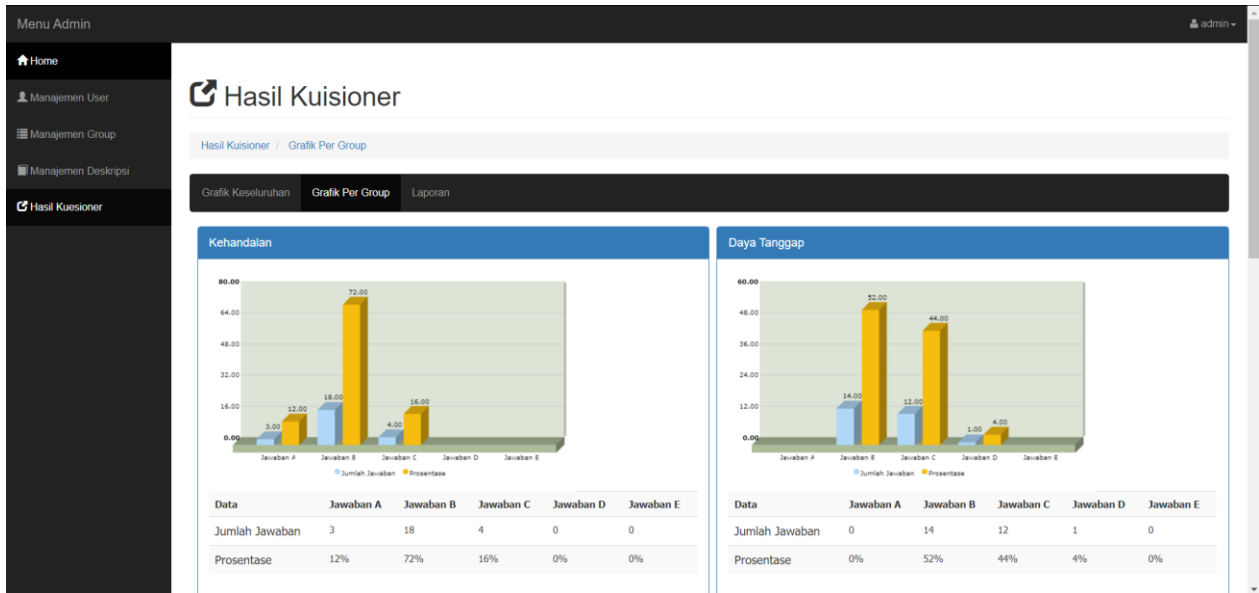 Menu Admin
admin
Home
Manajemen User
Manajemen Group
Manajemen Deskripsi
Hasil Kuesioner
Hasil Kuisioner
Hasil Kuisioner / Grafik Per Group
Grafik Keseluruhan Grafik Per Group Laporan
Kehandalan
80.00
64.00
48.00
32.00
16.00
0.00
3.00 12.00 18.00 72.00 4.00 16.00
Jawaban A Jawaban B Jawaban C Jawaban D Jawaban E
Jumlah Jawaban Prosentase
Data Jawaban A Jawaban B Jawaban C Jawaban D Jawaban E
Jumlah Jawaban 3 18 4 0 0
Prosentase 12% 72% 16% 0% 0%
Daya Tanggap
60.00
48.00
36.00
24.00
12.00
0.00
14.00 52.00 12.00 44.00 1.00 4.00
Jawaban A Jawaban B Jawaban C Jawaban D Jawaban E
Jumlah Jawaban Prosentase
Data Jawaban A Jawaban B Jawaban C Jawaban D Jawaban E
Jumlah Jawaban 0 14 12 1 0
Prosentase 0% 52% 44% 4% 0%